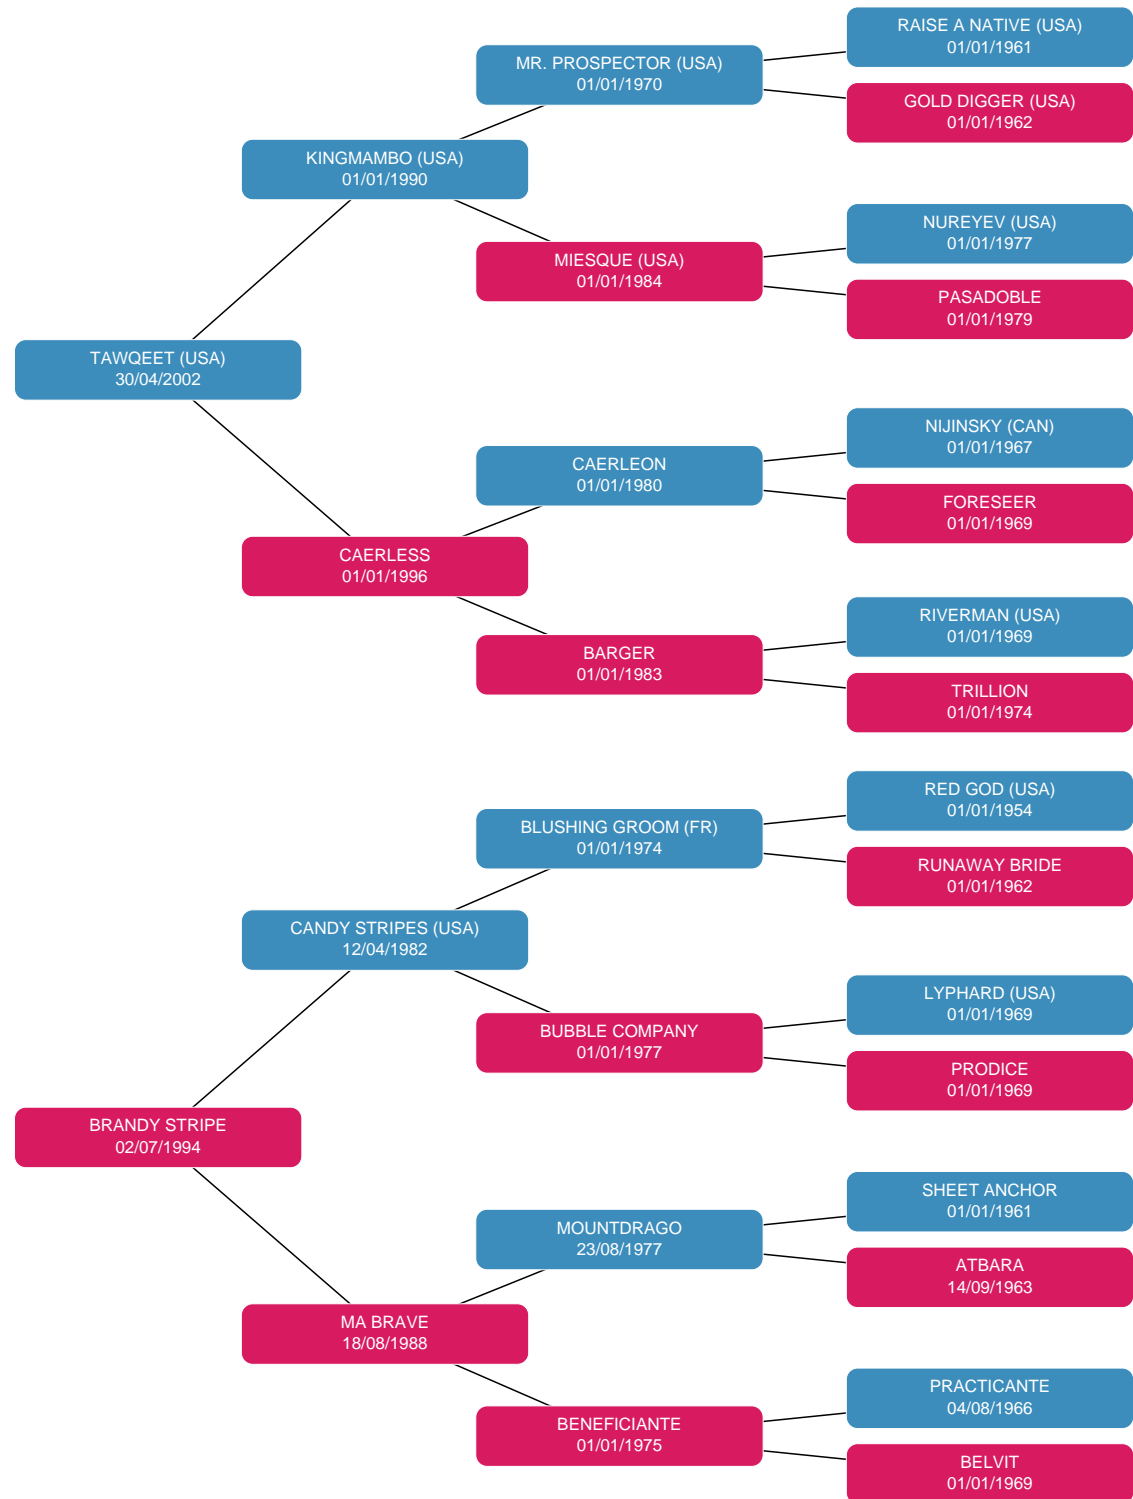 RAISE A NATIVE (USA)
01/01/1961
MR. PROSPECTOR (USA)
01/01/1970
GOLD DIGGER (USA)
01/01/1962
KINGMAMBO (USA)
01/01/1990
NUREYEV (USA)
01/01/1977
MIESQUE (USA)
01/01/1984
PASADOBLE
01/01/1979
TAWQEET (USA)
30/04/2002
NIJINSKY (CAN)
01/01/1967
CAERLEON
01/01/1980
FORESEER
01/01/1969
CAERLESS
01/01/1996
RIVERMAN (USA)
01/01/1969
BARGER
01/01/1983
TRILLION
01/01/1974
RED GOD (USA)
01/01/1954
BLUSHING GROOM (FR)
01/01/1974
RUNAWAY BRIDE
01/01/1962
CANDY STRIPES (USA)
12/04/1982
LYPHARD (USA)
01/01/1969
BUBBLE COMPANY
01/01/1977
PRODICE
01/01/1969
BRANDY STRIPE
02/07/1994
SHEET ANCHOR
01/01/1961
MOUNTDRAGO
23/08/1977
ATBARA
14/09/1963
MA BRAVE
18/08/1988
PRACTICANTE
04/08/1966
BENEFICIANTE
01/01/1975
BELVIT
01/01/1969